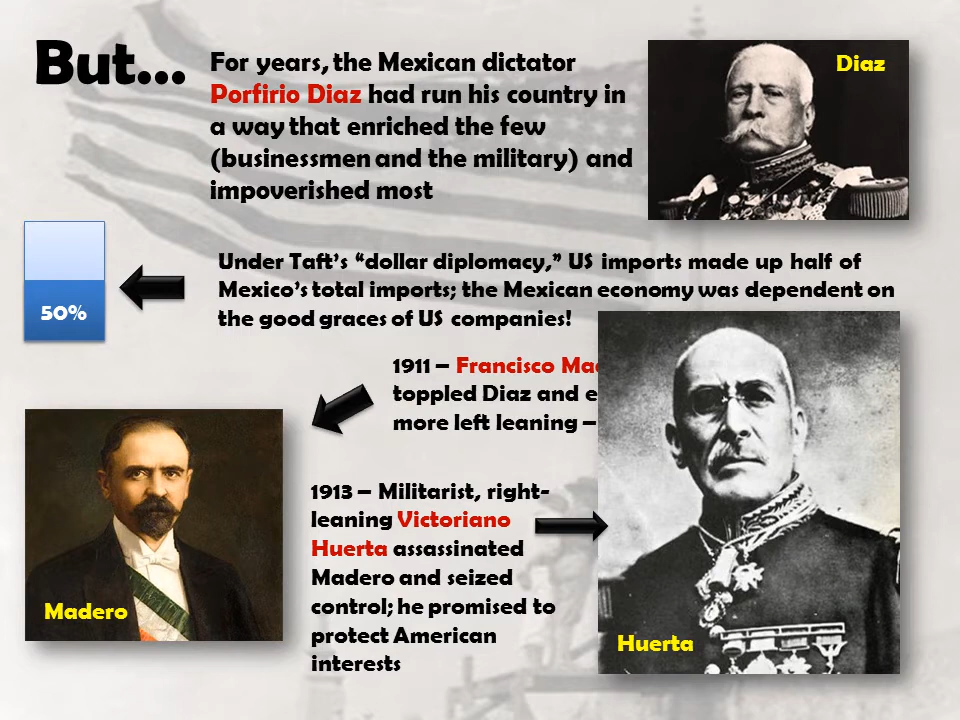 But...
For years, the Mexican dictator
Porfirio Diaz had run his country in
a way that enriched the few
(businessmen and the military) and
impoverished most
Diaz
Under Taft's “dollar diplomacy,” US imports made up half of
Mexico's total imports; the Mexican economy was dependent on
the good graces of US companies!
50%
1911 – Francisco
toppled Diaz and
more left leaning –
Madero
1913 – Militarist, right-
leaning Victoriano
Huerta assassinated
Madero and seized
control; he promised to
protect American
interests
Huerta